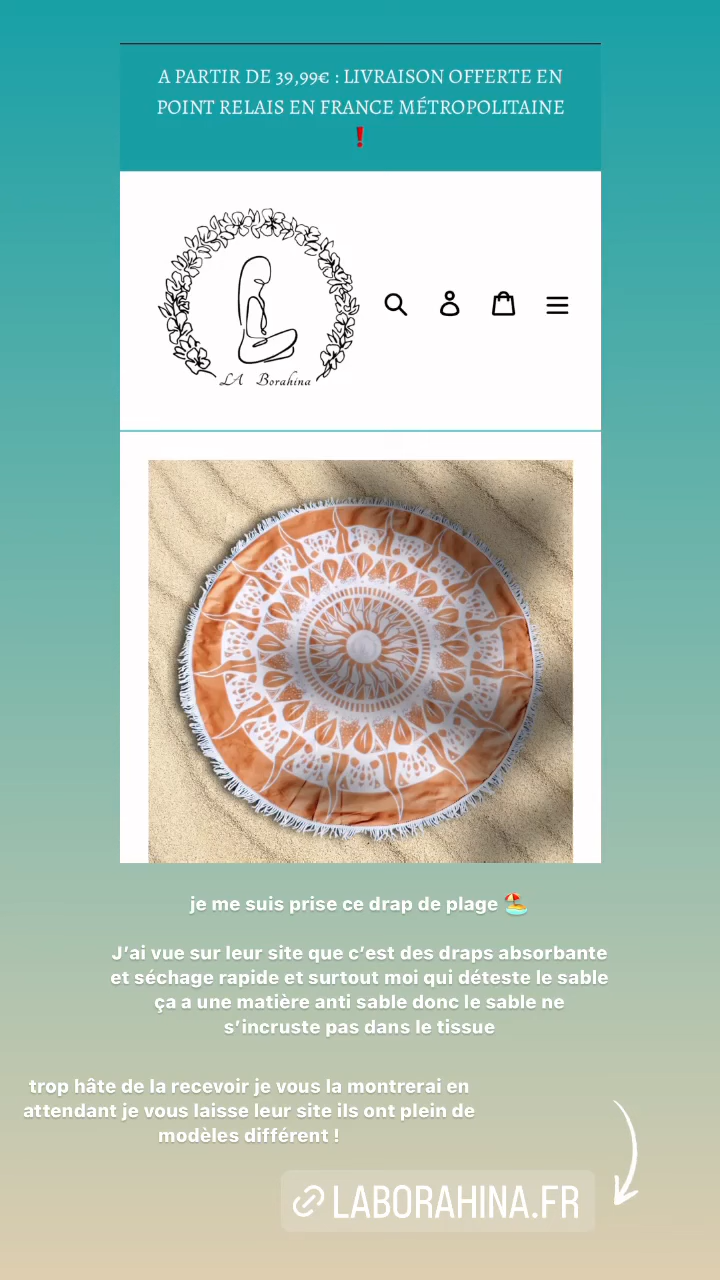 A PARTIR DE 39,99€ : LIVRAISON OFFERTE EN
POINT RELAIS EN FRANCE MÉTROPOLITAINE
❗
LA Borahina
je me suis prise ce drap de plage 🏖️
J’ai vue sur leur site que c’est des draps absorbante
et séchage rapide et surtout moi qui déteste le sable
ça a une matière anti sable donc le sable ne
s’incruste pas dans le tissue
trop hâte de la recevoir je vous la montrerai en
attendant je vous laisse leur site ils ont plein de
modèles différent !
LABORAHINA.FR